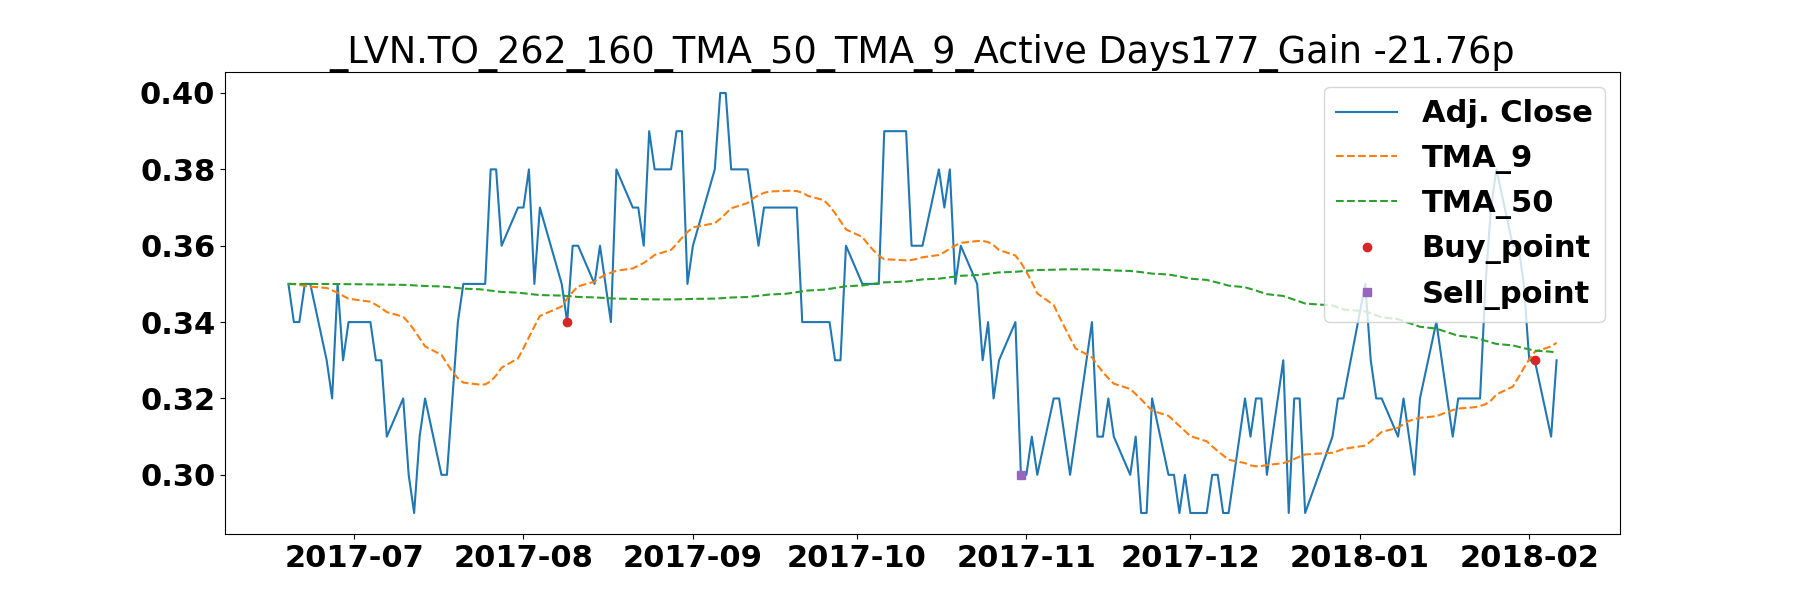 _LVN.TO_262_160_TMA_50_TMA_9_Active Days177_Gain -21.76p
0.40
0.38
0.36
0.34
0.32
0.30
Adj. Close
TMA_9
TMA_50
Buy_point
Sell_point
2017-07 2017-08 2017-09 2017-10 2017-11 2017-12 2018-01 2018-02